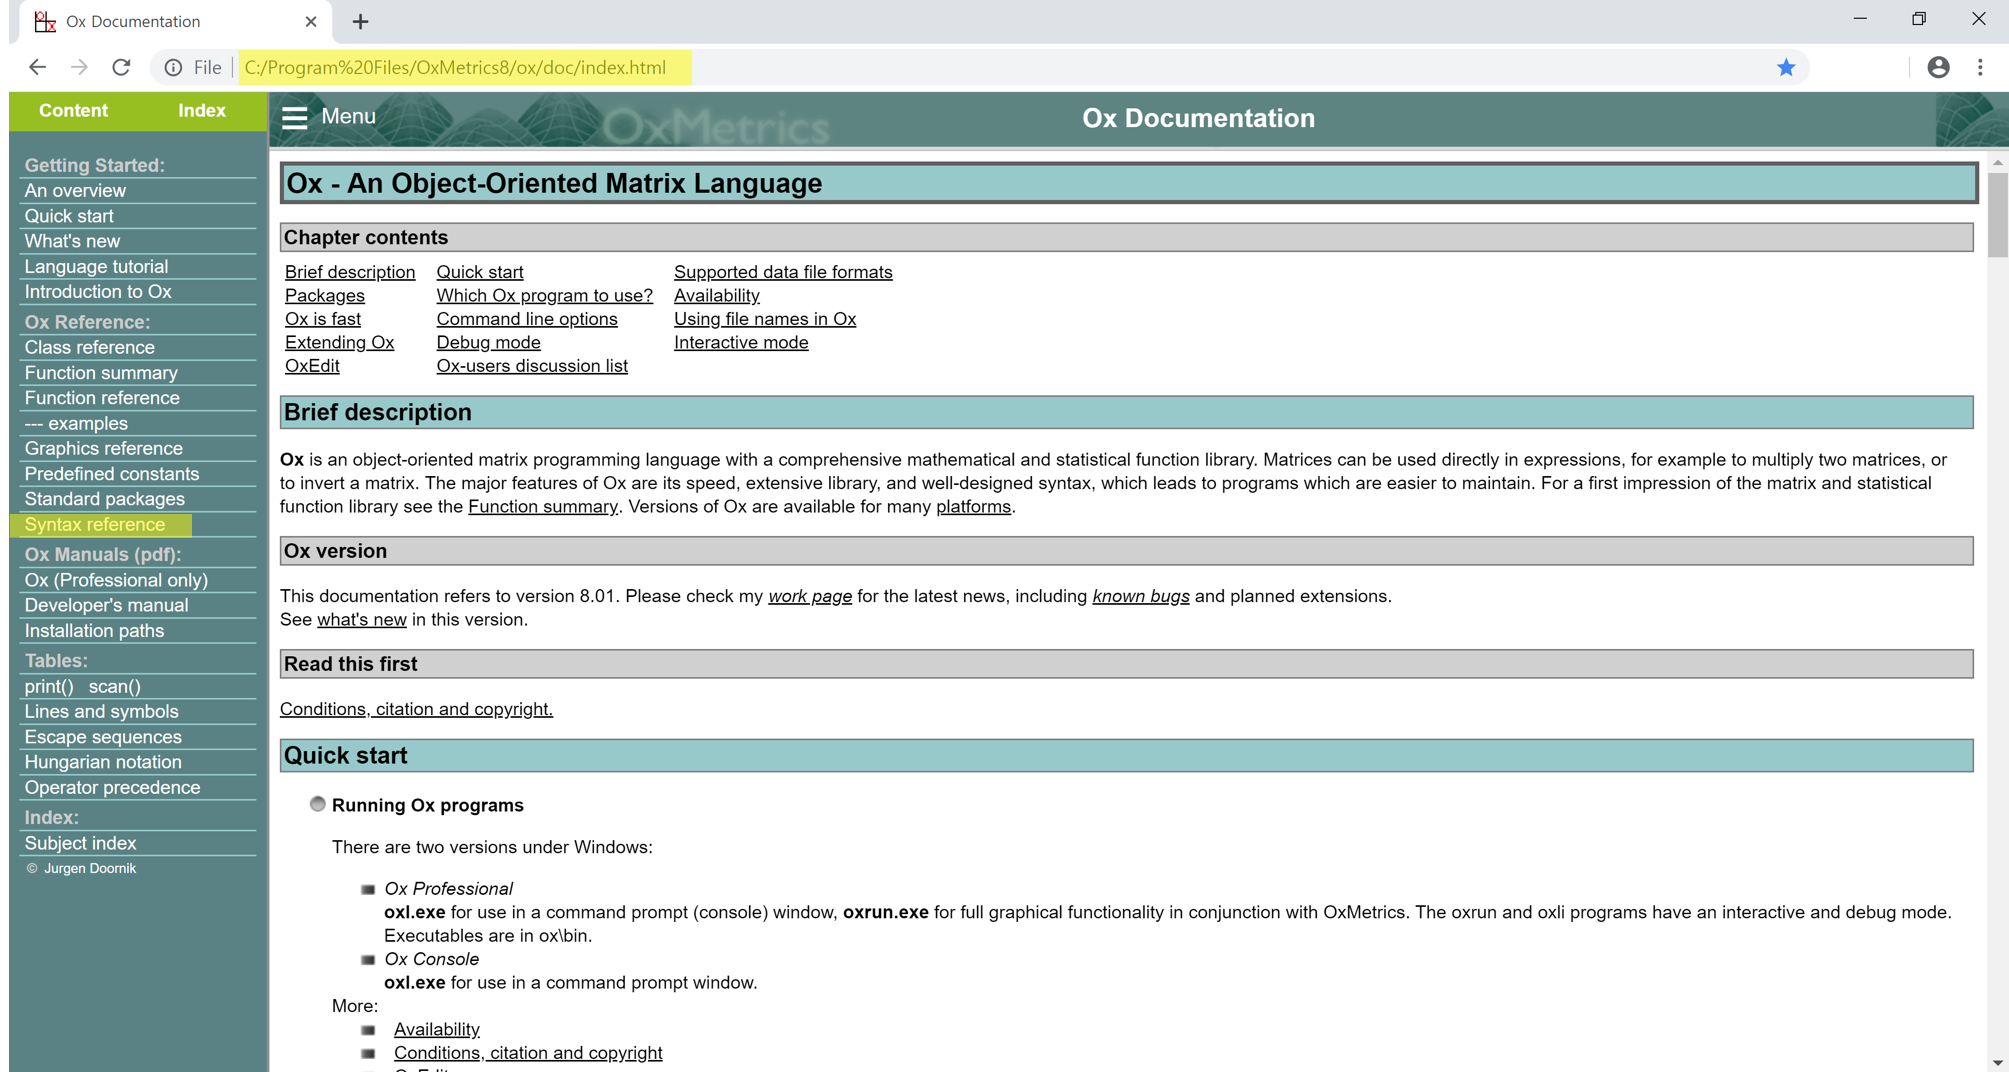 Ox Documentation
File
C:/Program%20Files/OxMetrics8/ox/doc/index.html
Content Index
Getting Started:
An overview
Quick start
What's new
Language tutorial
Introduction to Ox
Ox Reference:
Class reference
Function summary
Function reference
--- examples
Graphics reference
Predefined constants
Standard packages
Syntax reference
Ox Manuals (pdf):
Ox (Professional only)
Developer's manual
Installation paths
Tables:
print() scan()
Lines and symbols
Escape sequences
Hungarian notation
Operator precedence
Index:
Subject index
© Jurgen Doornik
Menu
OxMetrics
Ox Documentation
Ox - An Object-Oriented Matrix Language
Chapter contents
Brief description Quick start Supported data file formats
Packages Which Ox program to use? Availability
Ox is fast Command line options Using file names in Ox
Extending Ox Debug mode Interactive mode
OxEdit Ox-users discussion list
Brief description
Ox is an object-oriented matrix programming language with a comprehensive mathematical and statistical function library. Matrices can be used directly in expressions, for example to multiply two matrices, or
to invert a matrix. The major features of Ox are its speed, extensive library, and well-designed syntax, which leads to programs which are easier to maintain. For a first impression of the matrix and statistical
function library see the Function summary. Versions of Ox are available for many platforms.
Ox version
This documentation refers to version 8.01. Please check my work page for the latest news, including known bugs and planned extensions.
See what's new in this version.
Read this first
Conditions, citation and copyright.
Quick start
Running Ox programs
There are two versions under Windows:
Ox Professional
oxl.exe for use in a command prompt (console) window, oxrun.exe for full graphical functionality in conjunction with OxMetrics. The oxrun and oxli programs have an interactive and debug mode.
Executables are in ox\bin.
Ox Console
oxl.exe for use in a command prompt window.
More:
Availability
Conditions, citation and copyright